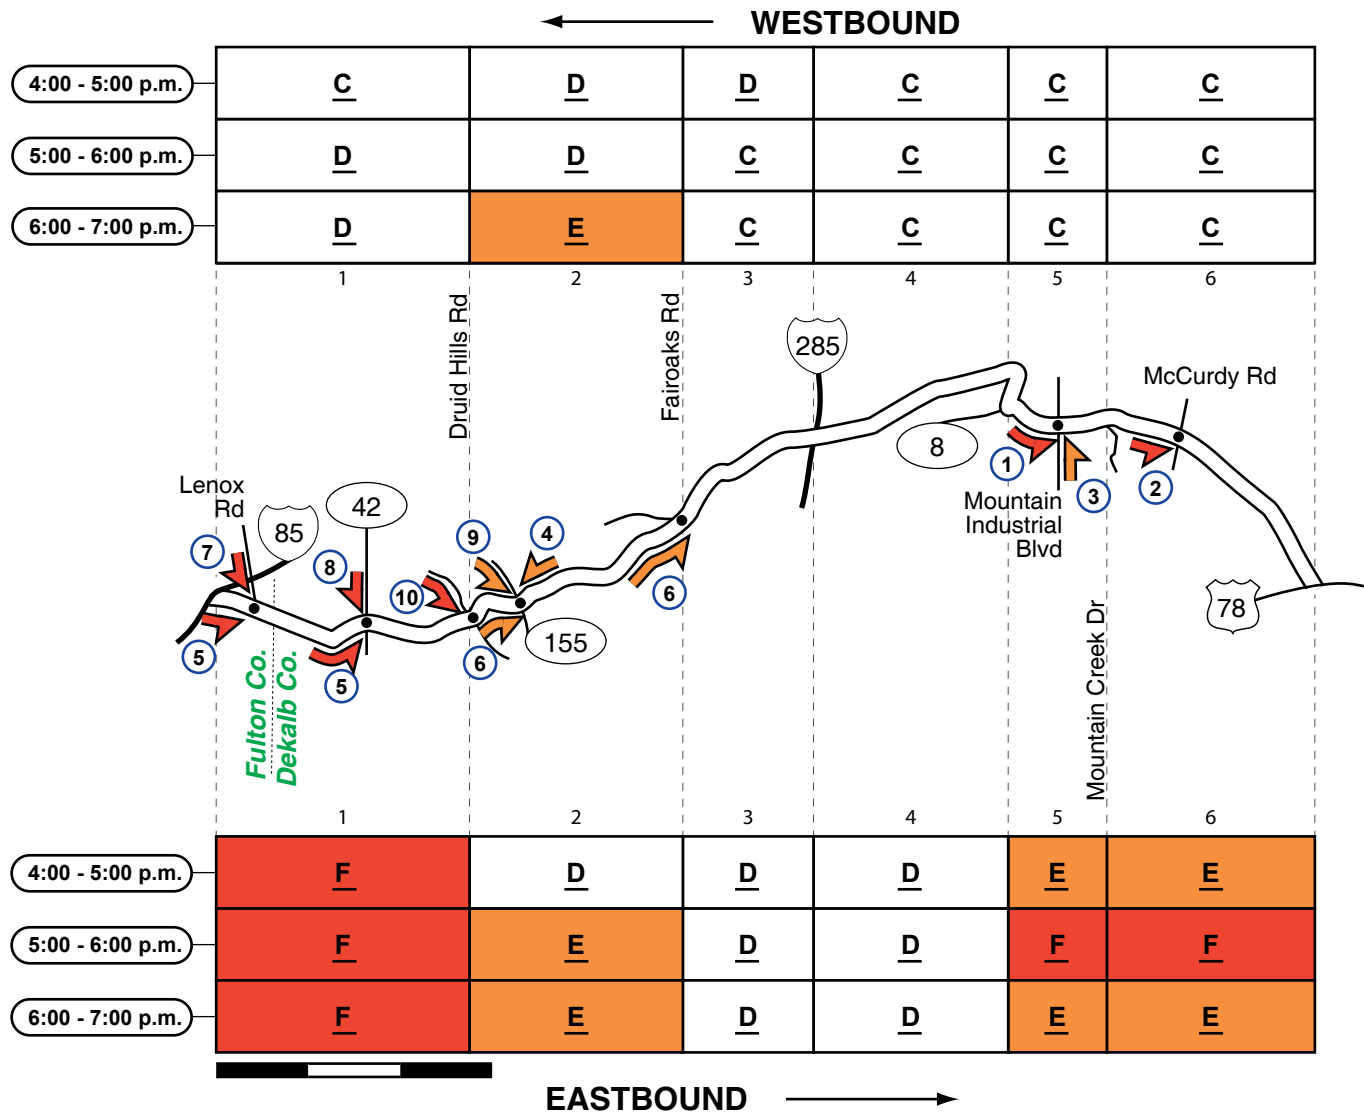 WESTBOUND
4:00 - 5:00 p.m. C D D C C C
5:00 - 6:00 p.m. D D C C C C
6:00 - 7:00 p.m. D E C C C C
1 2 3 4 5 6
Druid Hills Rd
Fairoaks Rd
285
McCurdy Rd
8
1
2
3
Mountain
Industrial
Blvd
Lenox
Rd
85
42
7
8
9
4
10
6
5
5
6
155
78
Mountain Creek Dr
Fulton Co.
Dekalb Co.
1 2 3 4 5 6
4:00 - 5:00 p.m. F D D D E E
5:00 - 6:00 p.m. F E D D F F
6:00 - 7:00 p.m. F E D D E E
EASTBOUND